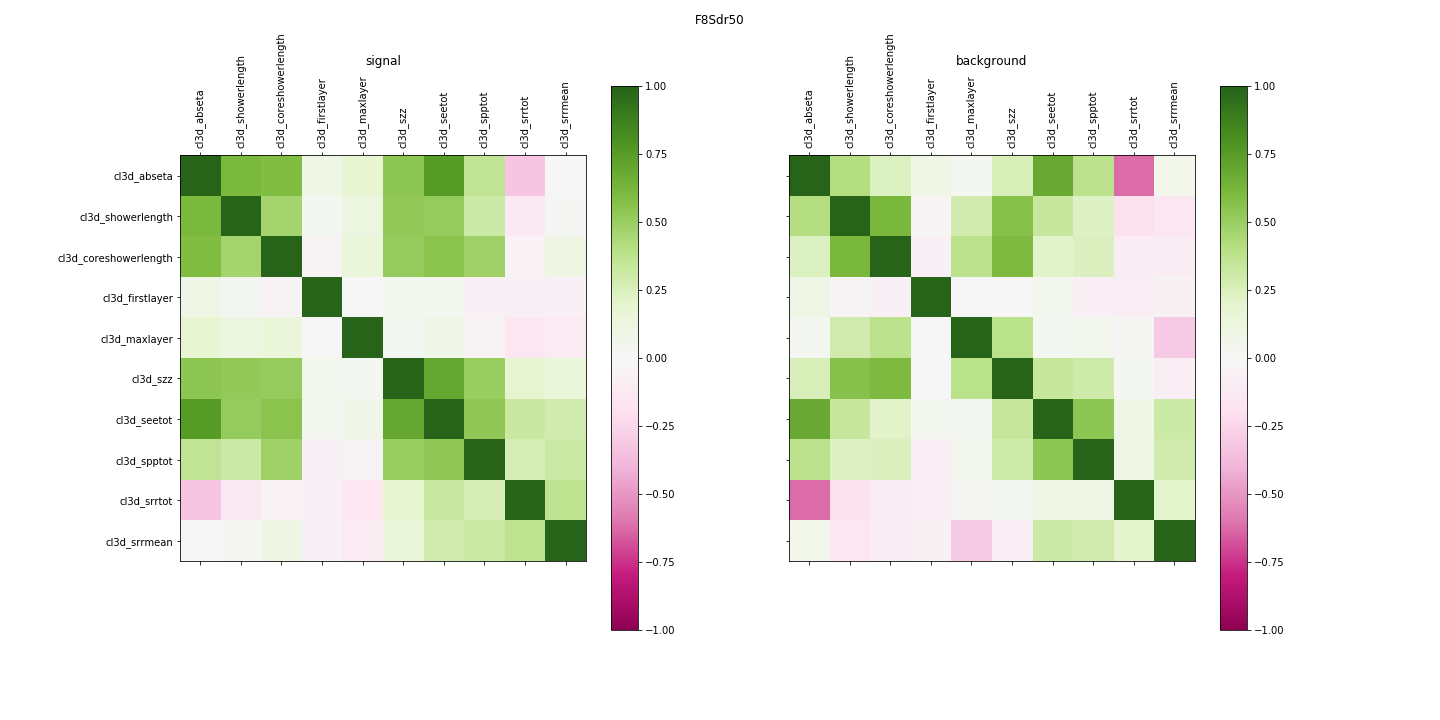 F8Sdr50
signal
cl3d_abseta
cl3d_showerlength
cl3d_coreshowerlength
cl3d_firstlayer
cl3d_maxlayer
cl3d_szz
cl3d_seetot
cl3d_spptot
cl3d_srrtot
cl3d_srrmean
cl3d_abseta
cl3d_showerlength
cl3d_coreshowerlength
cl3d_firstlayer
cl3d_maxlayer
cl3d_szz
cl3d_seetot
cl3d_spptot
cl3d_srrtot
cl3d_srrmean
1.00
0.75
0.50
0.25
0.00
−0.25
−0.50
−0.75
−1.00
background
cl3d_abseta
cl3d_showerlength
cl3d_coreshowerlength
cl3d_firstlayer
cl3d_maxlayer
cl3d_szz
cl3d_seetot
cl3d_spptot
cl3d_srrtot
cl3d_srrmean
1.00
0.75
0.50
0.25
0.00
−0.25
−0.50
−0.75
−1.00